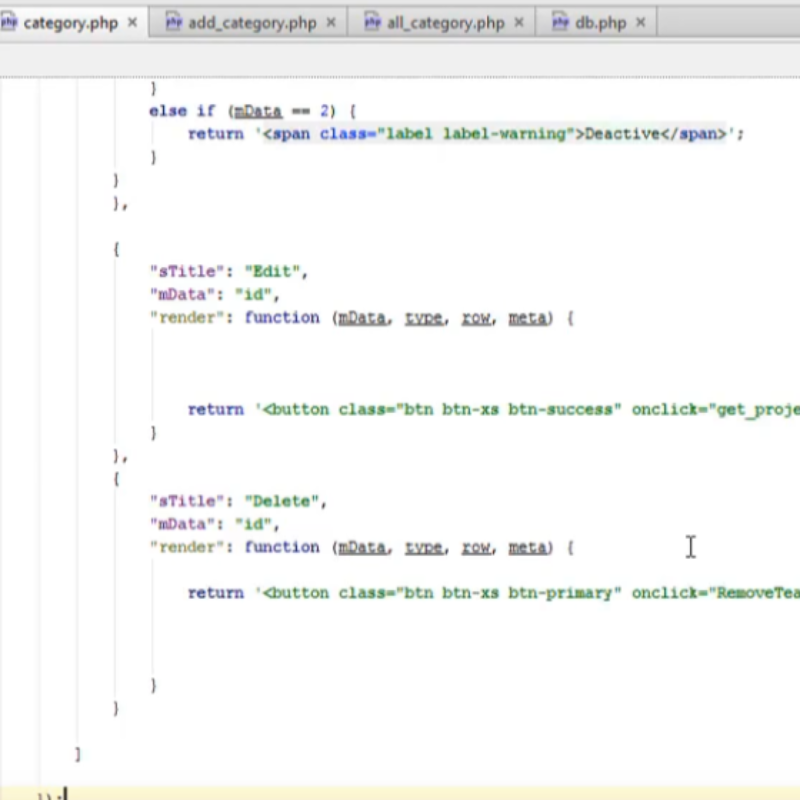 category.php × add_category.php × all_category.php × db.php ×
}
else if (mData == 2) {
return '<span class="label label-warning">Deactive</span>';
}
}
},
{
"sTitle": "Edit",
"mData": "id",
"render": function (mData, type, row, meta) {
return '<button class="btn btn-xs btn-success" onclick="get_proje
}
},
{
"sTitle": "Delete",
"mData": "id",
"render": function (mData, type, row, meta) {
return '<button class="btn btn-xs btn-primary" onclick="RemoveTea
}
}
]